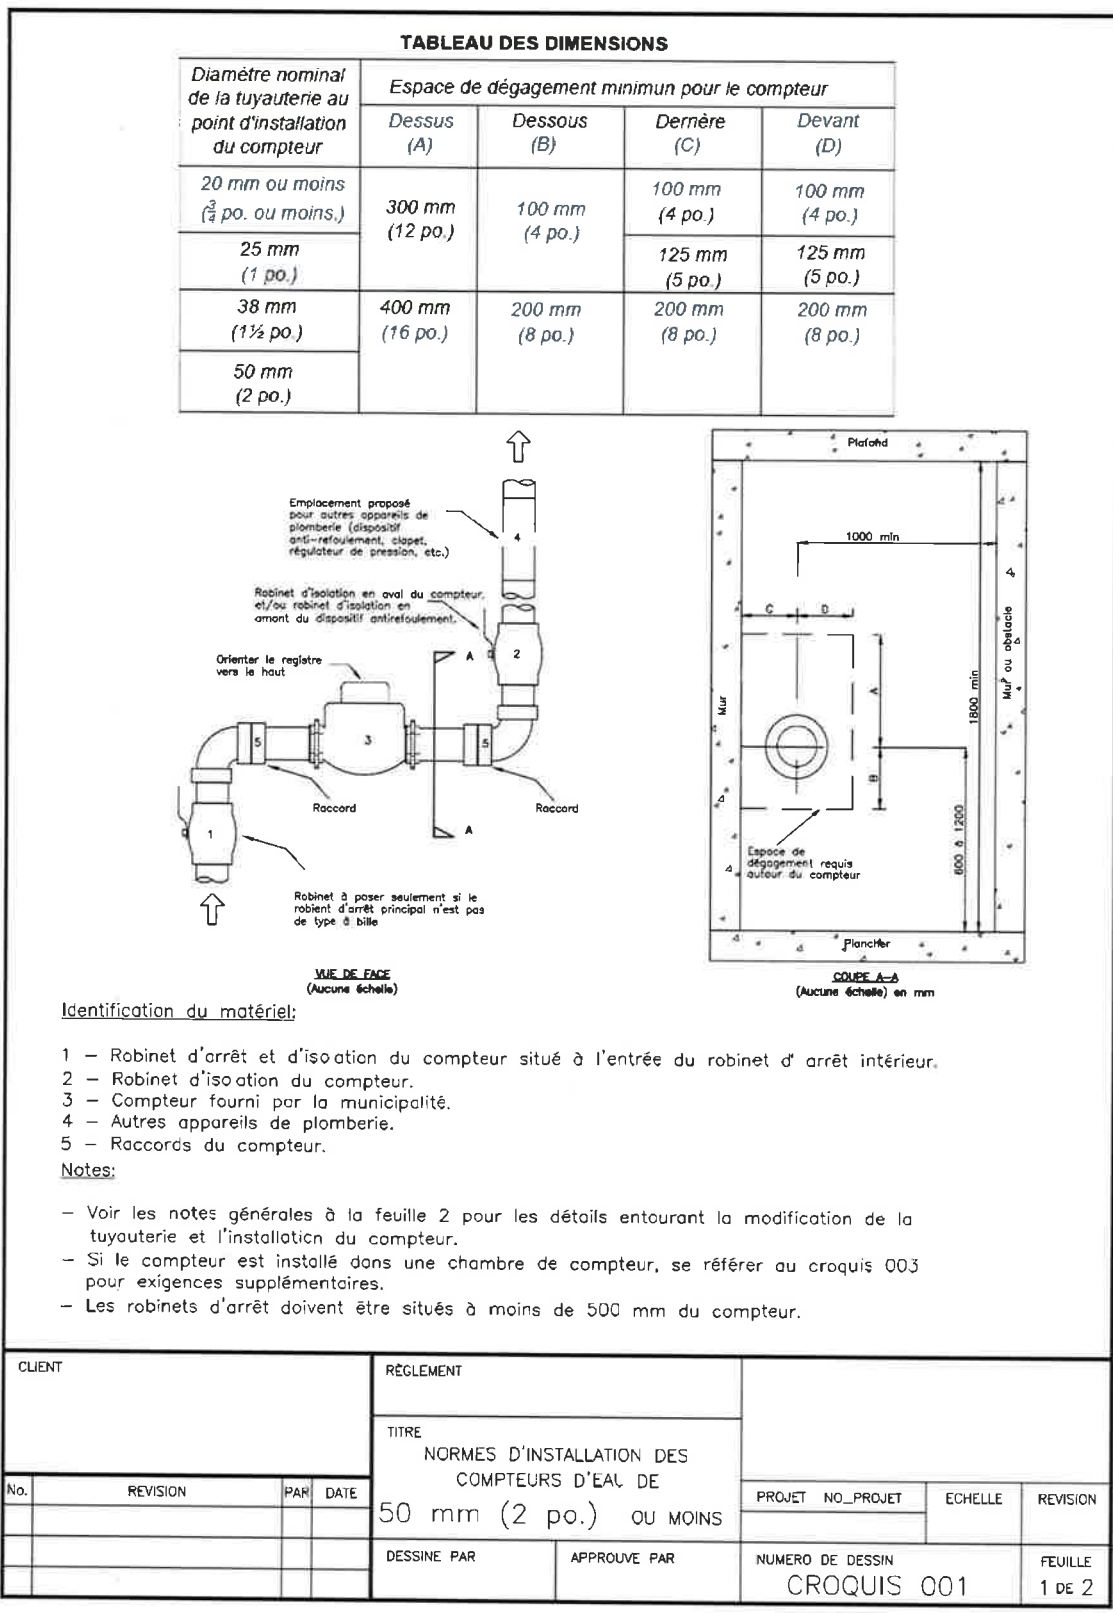 TABLEAU DES DIMENSIONS
Diamètre nominal
de la tuyauterie au
point d'installation
du compteur
Espace de dégagement minimun pour le compteur
Dessus
(A)
Dessous
(B)
Dernère
(C)
Devant
(D)
20 mm ou moins
(¾ po. ou moins.)
300 mm
(12 po.)
100 mm
(4 po.)
100 mm
(4 po.)
100 mm
(4 po.)
25 mm
(1 po.)
125 mm
(5 po.)
125 mm
(5 po.)
38 mm
(1½ po.)
400 mm
(16 po.)
200 mm
(8 po.)
200 mm
(8 po.)
200 mm
(8 po.)
50 mm
(2 po.)
Emplacement proposé
pour autres appareils de
plomberie (dispositif
anti-refoulement, clapet,
régulateur de pression, etc.)
4
Robinet d'isolation en aval du compteur,
et/ou robinet d'isolation en
amont du dispositif antirefoulement.
A
2
Orienter le registre
vers le haut
5
3
5
Raccord
Raccord
1
A
Robinet à poser seulement si le
robient d'arrêt principal n'est pas
de type à bille
VUE DE FACE
(Aucune échelle)
Plafond
1000 min
C
D
Mur
A
B
1800 min
Mur ou obstacle
600 à 1200
Espace de
dégagement requis
autour du compteur
Plancher
COUPE A-A
(Aucune échelle) en mm
Identification du matériel:
1 – Robinet d'arrêt et d'iso ation du compteur situé à l'entrée du robinet d' arrêt intérieur.
2 – Robinet d'iso ation du compteur.
3 – Compteur fourni par la municipalité.
4 – Autres appareils de plomberie.
5 – Raccords du compteur.
Notes:
– Voir les notes générales à la feuille 2 pour les détails entourant la modification de la
tuyauterie et l'installation du compteur.
– Si le compteur est installé dans une chambre de compteur, se référer au croquis 003
pour exigences supplémentaires.
– Les robinets d'arrêt doivent être situés à moins de 500 mm du compteur.
CLIENT
RÈGLEMENT
TITRE
NORMES D'INSTALLATION DES
COMPTEURS D'EAU DE
50 mm (2 po.) OU MOINS
No.
REVISION
PAR
DATE
PROJET NO_PROJET
ECHELLE
REVISION
DESSINE PAR
APPROUVE PAR
NUMERO DE DESSIN
CROQUIS 001
FEUILLE
1 DE 2